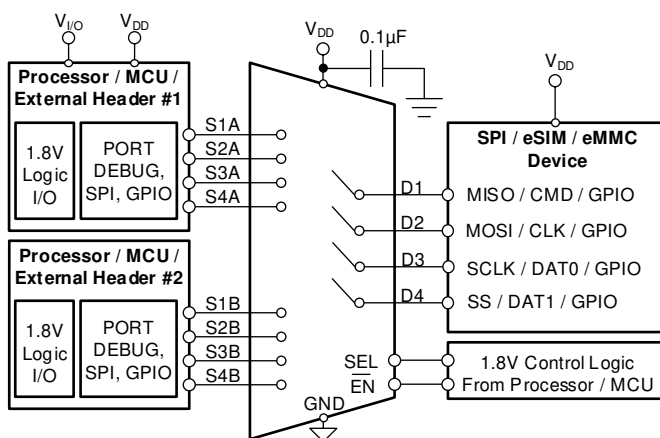 V_I/O V_DD
V_DD
0.1µF
Processor / MCU /
External Header #1
1.8V
Logic
I/O
PORT
DEBUG,
SPI, GPIO
S1A
S2A
S3A
S4A
Processor / MCU /
External Header #2
1.8V
Logic
I/O
PORT
DEBUG,
SPI, GPIO
S1B
S2B
S3B
S4B
D1
D2
D3
D4
SEL
EN
GND
V_DD
SPI / eSIM / eMMC
Device
MISO / CMD / GPIO
MOSI / CLK / GPIO
SCLK / DAT0 / GPIO
SS / DAT1 / GPIO
1.8V Control Logic
From Processor / MCU